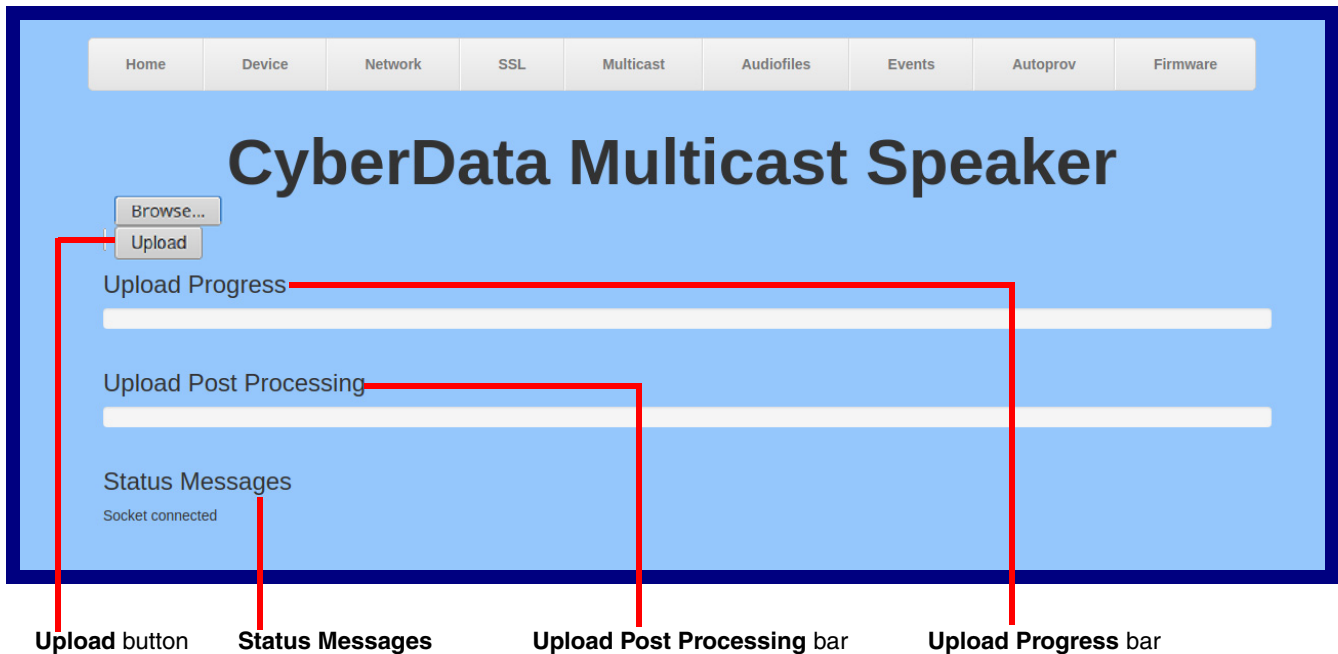 Home Device Network SSL Multicast Audiofiles Events Autoprov Firmware
CyberData Multicast Speaker
Browse...
Upload
Upload Progress
Upload Post Processing
Status Messages
Socket connected
Upload button Status Messages Upload Post Processing bar Upload Progress bar